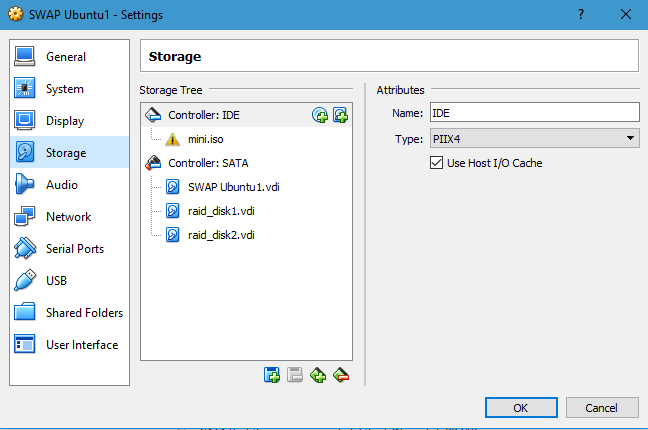 SWAP Ubuntu1 - Settings
?
General
System
Display
Storage
Audio
Network
Serial Ports
USB
Shared Folders
User Interface
Storage
Storage Tree
Controller: IDE
mini.iso
Controller: SATA
SWAP Ubuntu1.vdi
raid_disk1.vdi
raid_disk2.vdi
Attributes
Name: IDE
Type: PIIX4
Use Host I/O Cache
OK
Cancel